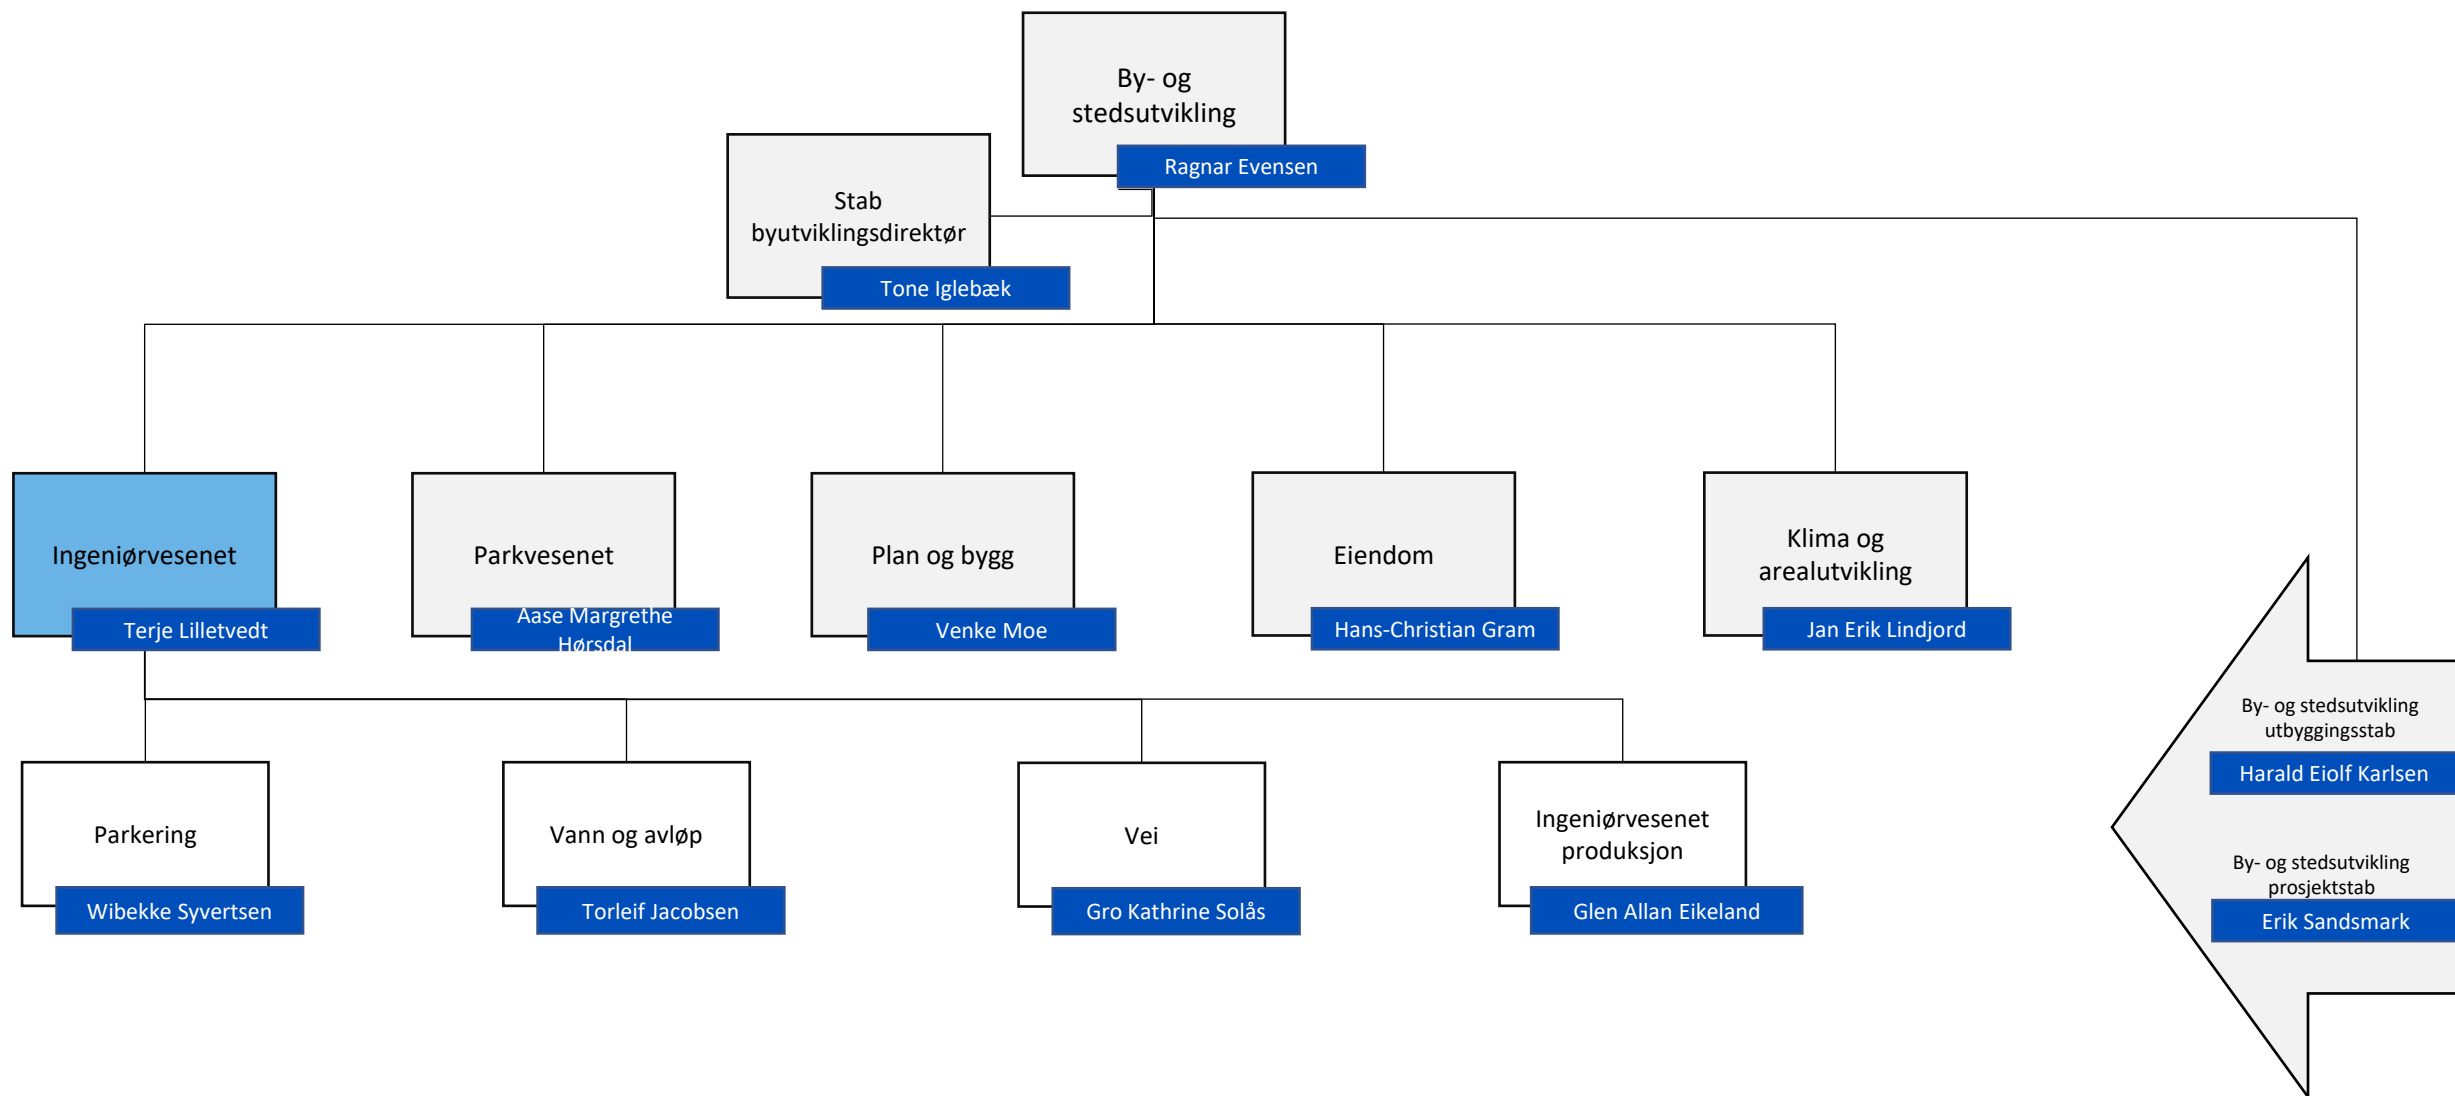 By- og
stedsutvikling
Ragnar Evensen
Stab
byutviklingsdirektør
Tone Iglebæk
Ingeniørvesenet
Terje Lilletvedt
Parkvesenet
Aase Margrethe
Hørsdal
Plan og bygg
Venke Moe
Eiendom
Hans-Christian Gram
Klima og
arealutvikling
Jan Erik Lindjord
By- og stedsutvikling
utbyggingsstab
Harald Eiolf Karlsen
By- og stedsutvikling
prosjektstab
Erik Sandsmark
Parkering
Wibekke Syvertsen
Vann og avløp
Torleif Jacobsen
Vei
Gro Kathrine Solås
Ingeniørvesenet
produksjon
Glen Allan Eikeland